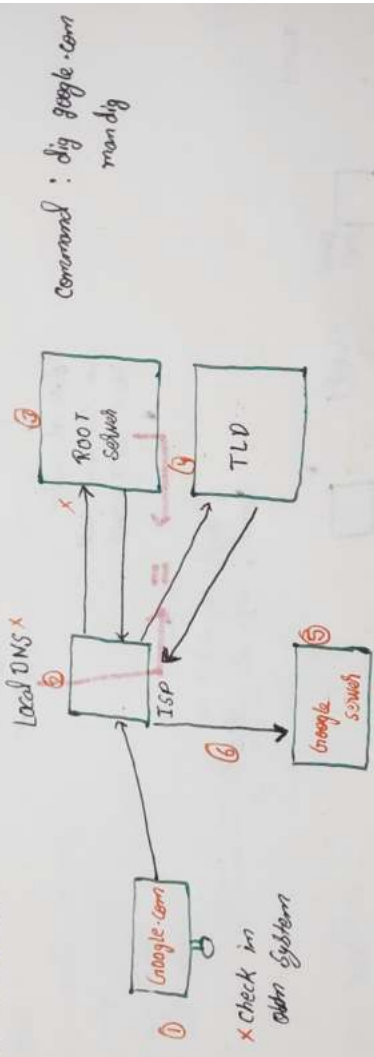 Local DNS ×
②
③
command : dig google.com
man dig
×
ROOT
Server
ISP
④
TLD
①
Google.com
× Check in
own System
⑥
⑤
Google
server